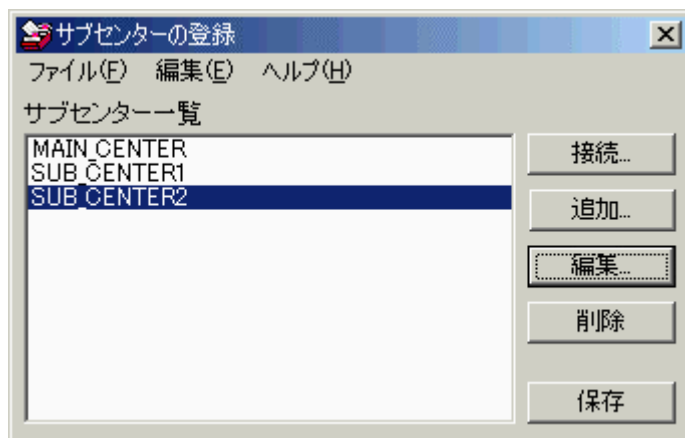 サブセンターの登録
ファイル(F) 編集(E) ヘルプ(H)
サブセンター一覧
MAIN_CENTER
SUB_CENTER1
SUB_CENTER2
接続...
追加...
編集...
削除
保存